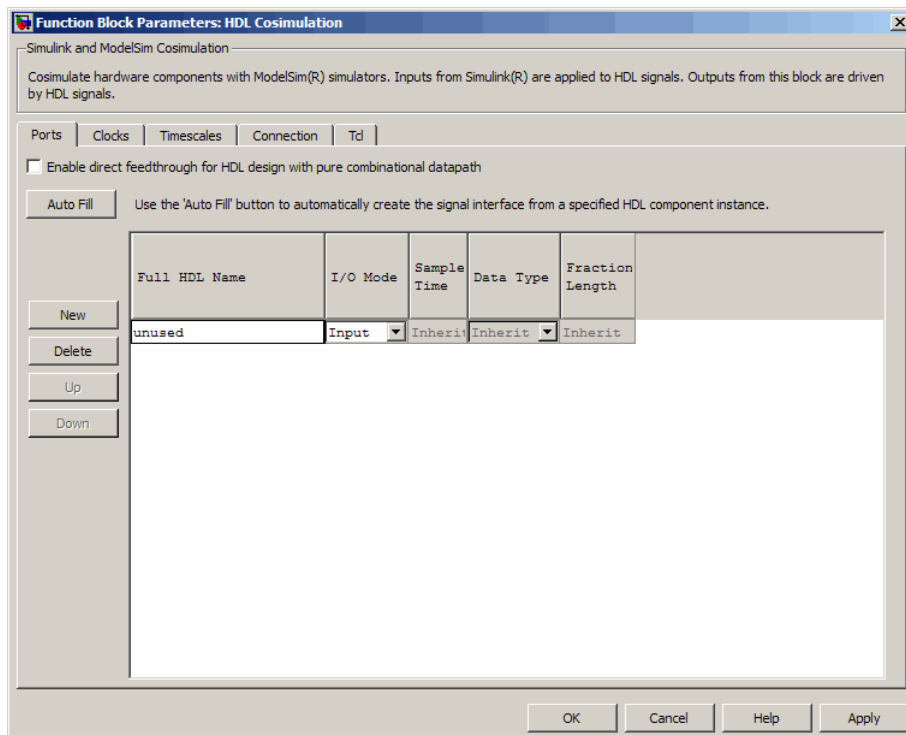 Function Block Parameters: HDL Cosimulation
Simulink and ModelSim Cosimulation
Cosimulate hardware components with ModelSim(R) simulators. Inputs from Simulink(R) are applied to HDL signals. Outputs from this block are driven
by HDL signals.
Ports Clocks Timescales Connection Tcl
Enable direct feedthrough for HDL design with pure combinational datapath
Auto Fill Use the 'Auto Fill' button to automatically create the signal interface from a specified HDL component instance.
Full HDL Name I/O Mode Sample Time Data Type Fraction Length
New
unused Input Inherit Inherit Inherit
Delete
Up
Down
OK Cancel Help Apply